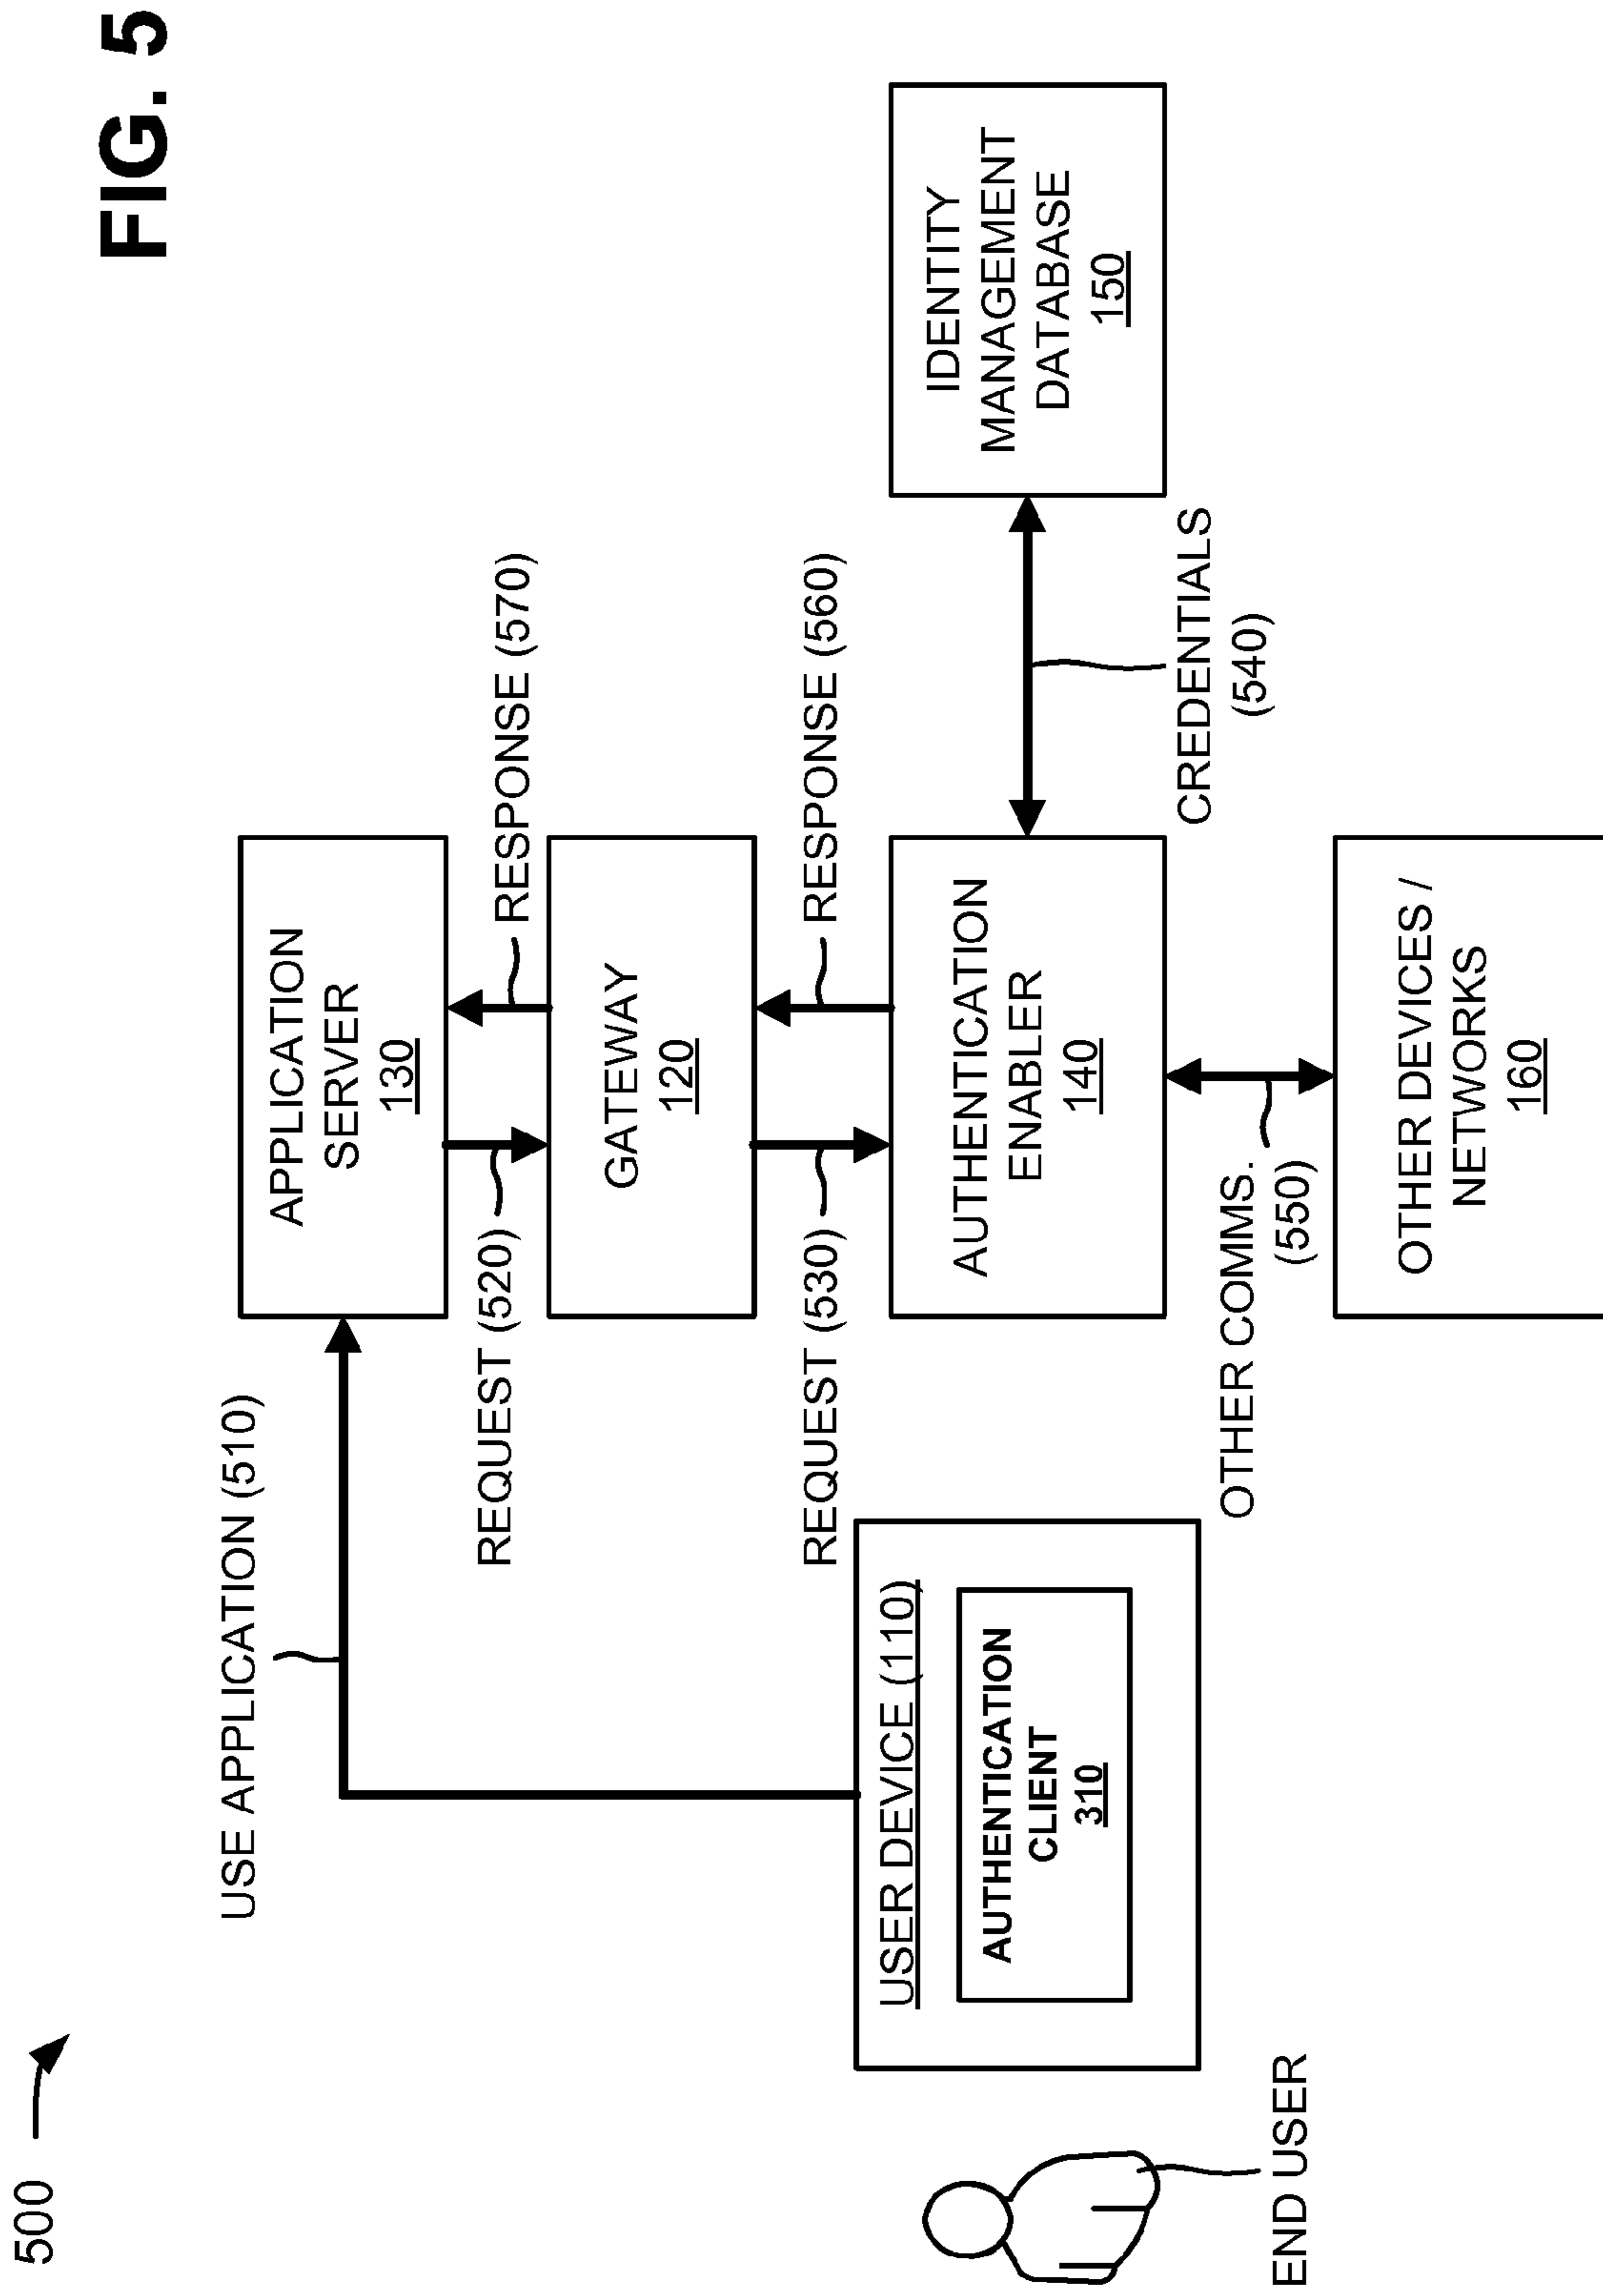 FIG. 5
500
USE APPLICATION (510)
APPLICATION
SERVER
130
REQUEST (520)
RESPONSE (570)
GATEWAY
120
REQUEST (530)
RESPONSE (560)
USER DEVICE (110)
AUTHENTICATION
CLIENT
310
AUTHENTICATION
ENABLER
140
IDENTITY
MANAGEMENT
DATABASE
150
CREDENTIALS
(540)
OTHER COMMS.
(550)
END USER
OTHER DEVICES /
NETWORKS
160